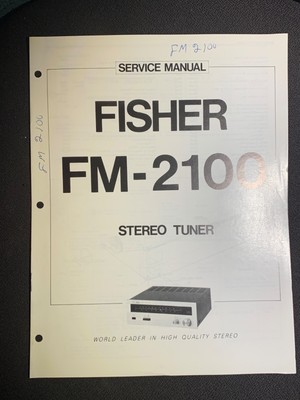 FM 2100
SERVICE MANUAL
FISHER
FM-2100
FM 2100
STEREO TUNER
WORLD LEADER IN HIGH QUALITY STEREO